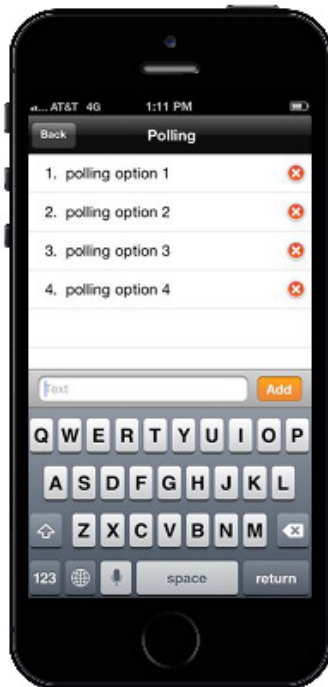 AT&T 4G 1:11 PM
Back Polling
1. polling option 1
2. polling option 2
3. polling option 3
4. polling option 4
Text Add
Q W E R T Y U I O P
A S D F G H J K L
Z X C V B N M
123 space return